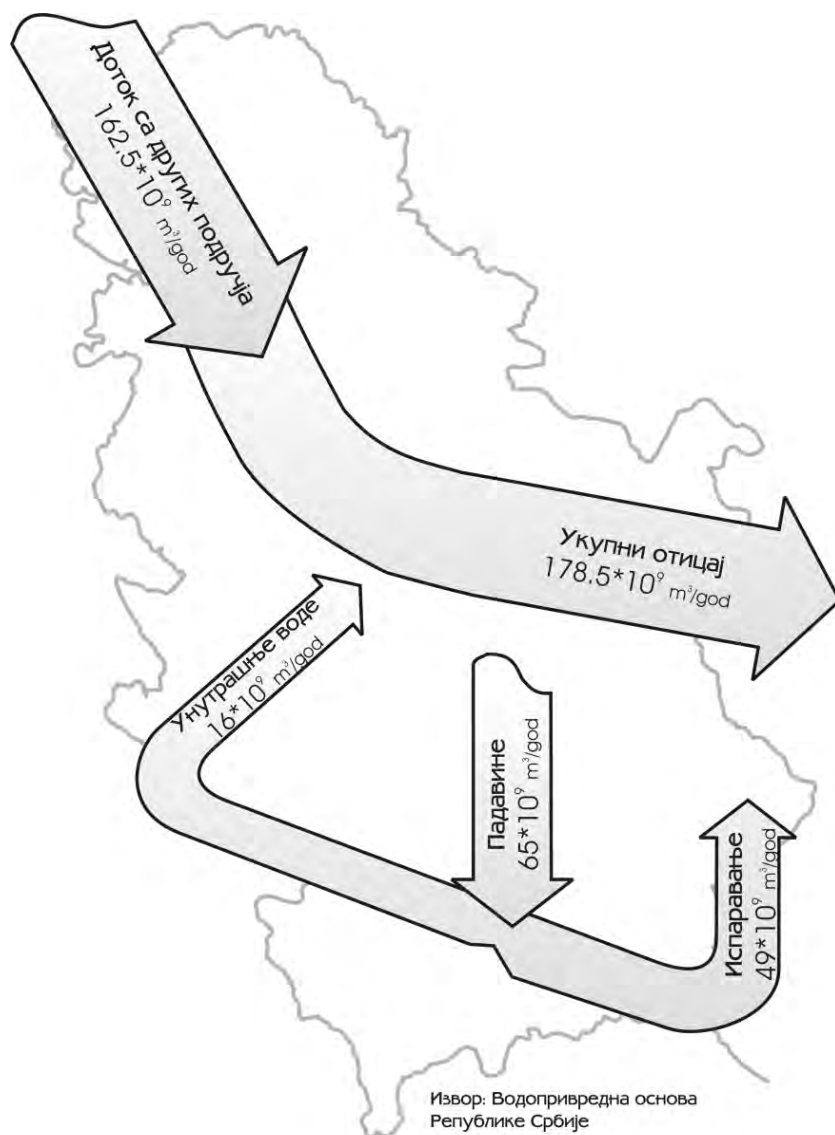 Доток са других подручја
162.5*10⁹ m³/god
Укупни отицај
178.5*10⁹ m³/god
Унутрашње воде
16*10⁹ m³/god
Падавине
65*10⁹ m³/god
Испаравање
49*10⁹ m³/god
Извор: Водопривредна основа
Републике Србије